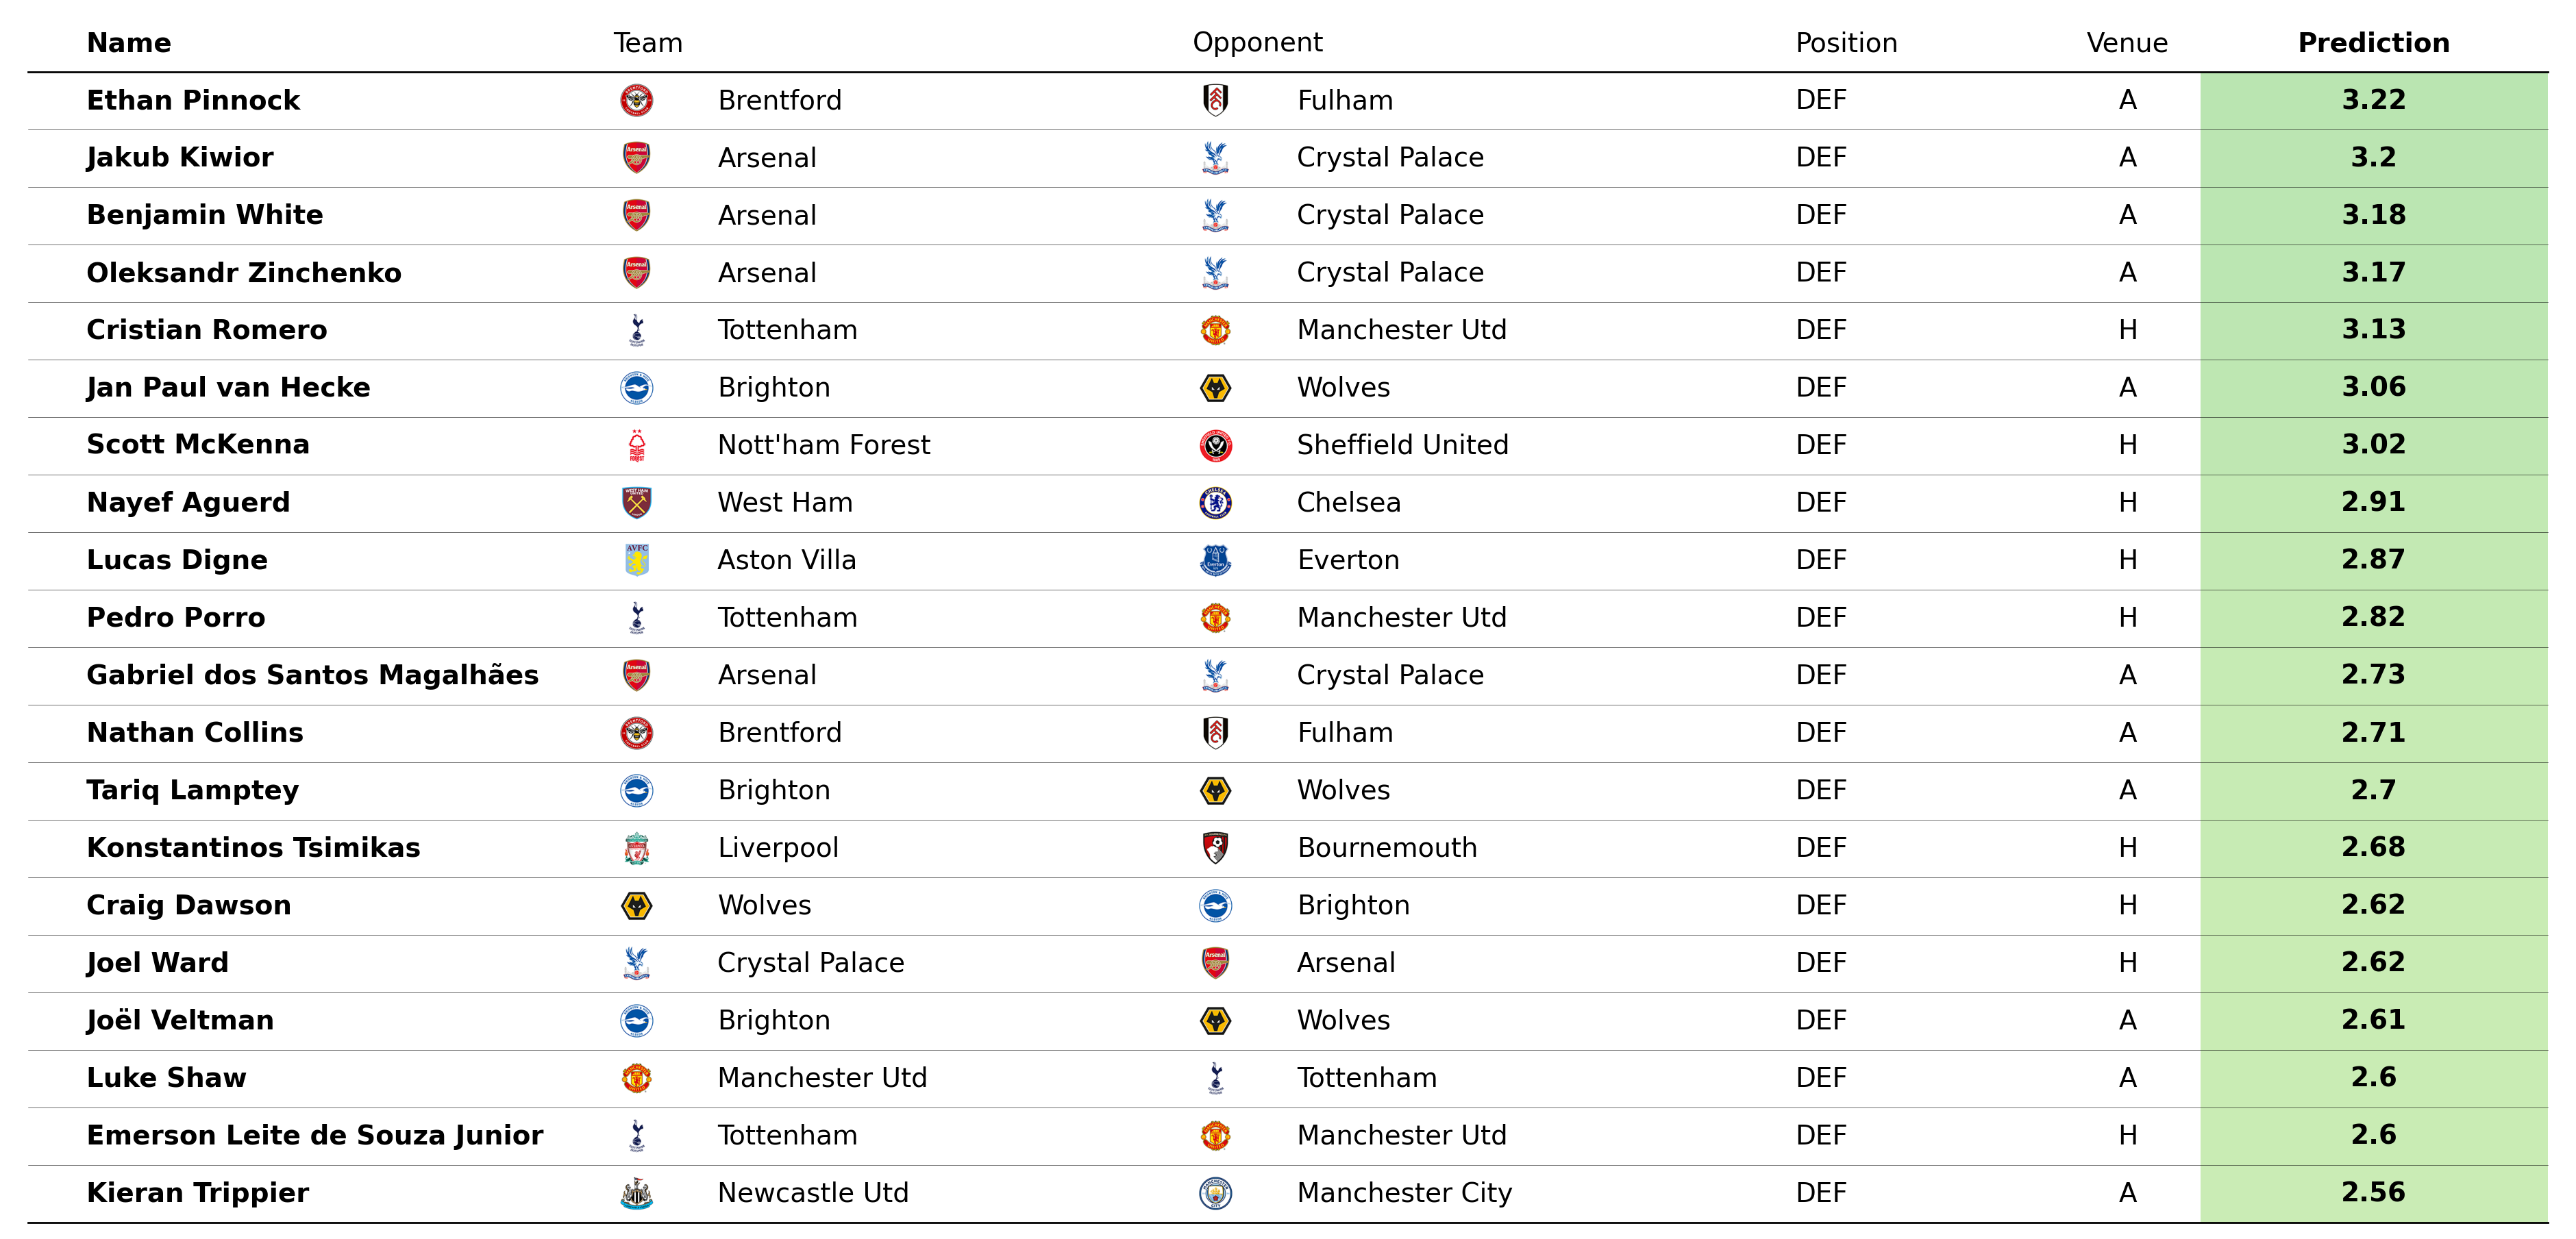 Name Team Opponent Position Venue Prediction
Ethan Pinnock Brentford Fulham DEF A 3.22
Jakub Kiwior Arsenal Crystal Palace DEF A 3.2
Benjamin White Arsenal Crystal Palace DEF A 3.18
Oleksandr Zinchenko Arsenal Crystal Palace DEF A 3.17
Cristian Romero Tottenham Manchester Utd DEF H 3.13
Jan Paul van Hecke Brighton Wolves DEF A 3.06
Scott McKenna Nott'ham Forest Sheffield United DEF H 3.02
Nayef Aguerd West Ham Chelsea DEF H 2.91
Lucas Digne Aston Villa Everton DEF H 2.87
Pedro Porro Tottenham Manchester Utd DEF H 2.82
Gabriel dos Santos Magalhães Arsenal Crystal Palace DEF A 2.73
Nathan Collins Brentford Fulham DEF A 2.71
Tariq Lamptey Brighton Wolves DEF A 2.7
Konstantinos Tsimikas Liverpool Bournemouth DEF H 2.68
Craig Dawson Wolves Brighton DEF H 2.62
Joel Ward Crystal Palace Arsenal DEF H 2.62
Joël Veltman Brighton Wolves DEF A 2.61
Luke Shaw Manchester Utd Tottenham DEF A 2.6
Emerson Leite de Souza Junior Tottenham Manchester Utd DEF H 2.6
Kieran Trippier Newcastle Utd Manchester City DEF A 2.56